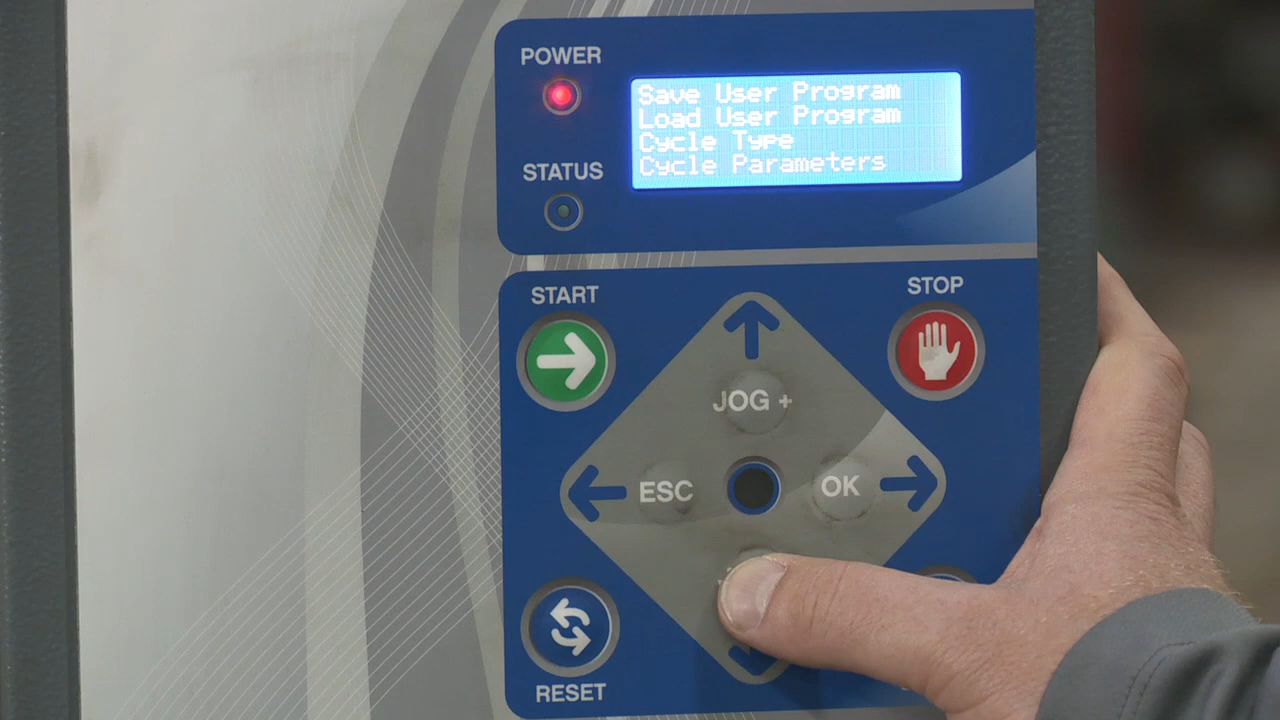 POWER
Save User Program
Load User Program
Cycle Type
Cycle Parameters
STATUS
START
STOP
JOG +
ESC
OK
RESET